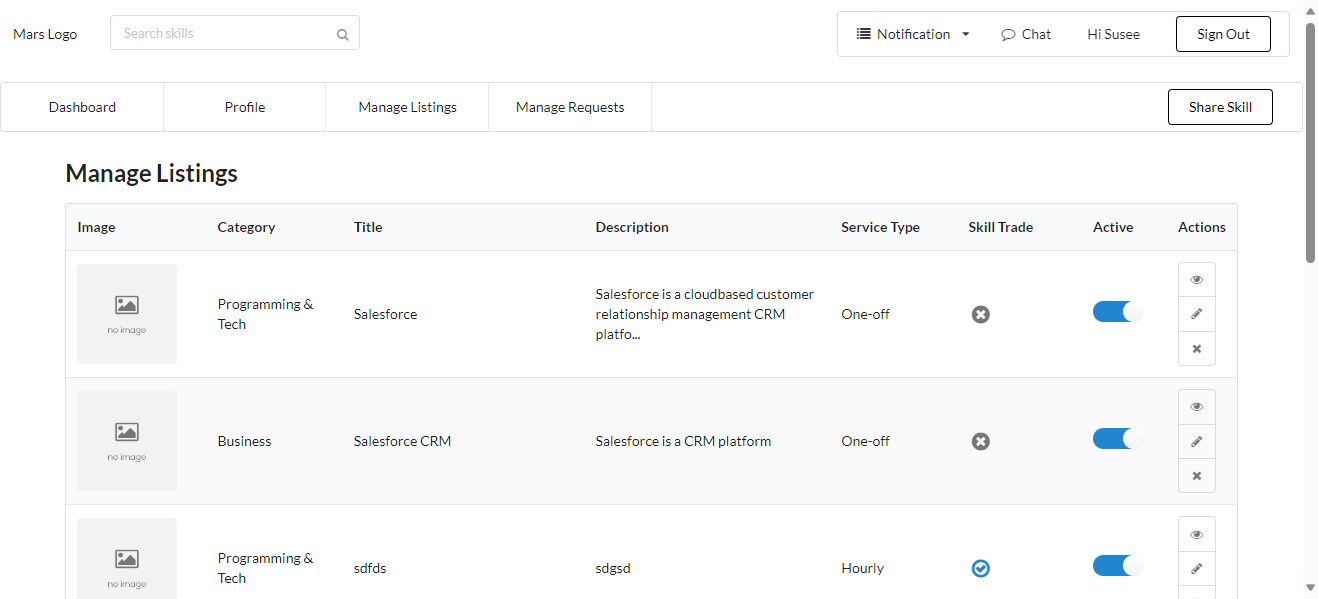 Mars Logo
Search skills
Notification
Chat
Hi Susee
Sign Out
Dashboard
Profile
Manage Listings
Manage Requests
Share Skill
Manage Listings
Image Category Title Description Service Type Skill Trade Active Actions
no image
Programming &
Tech
Salesforce
Salesforce is a cloudbased customer
relationship management CRM
platfo...
One-off
no image
Business
Salesforce CRM
Salesforce is a CRM platform
One-off
no image
Programming &
Tech
sdfds
sdgsd
Hourly